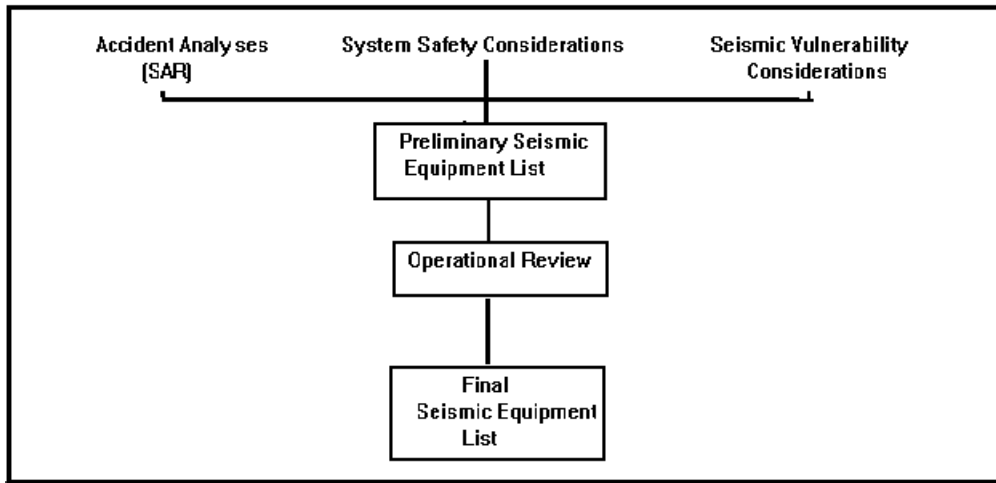 Accident Analyses
(SAR)
System Safety Considerations
Seismic Vulnerability
Considerations
Preliminary Seismic
Equipment List
Operational Review
Final
Seismic Equipment
List